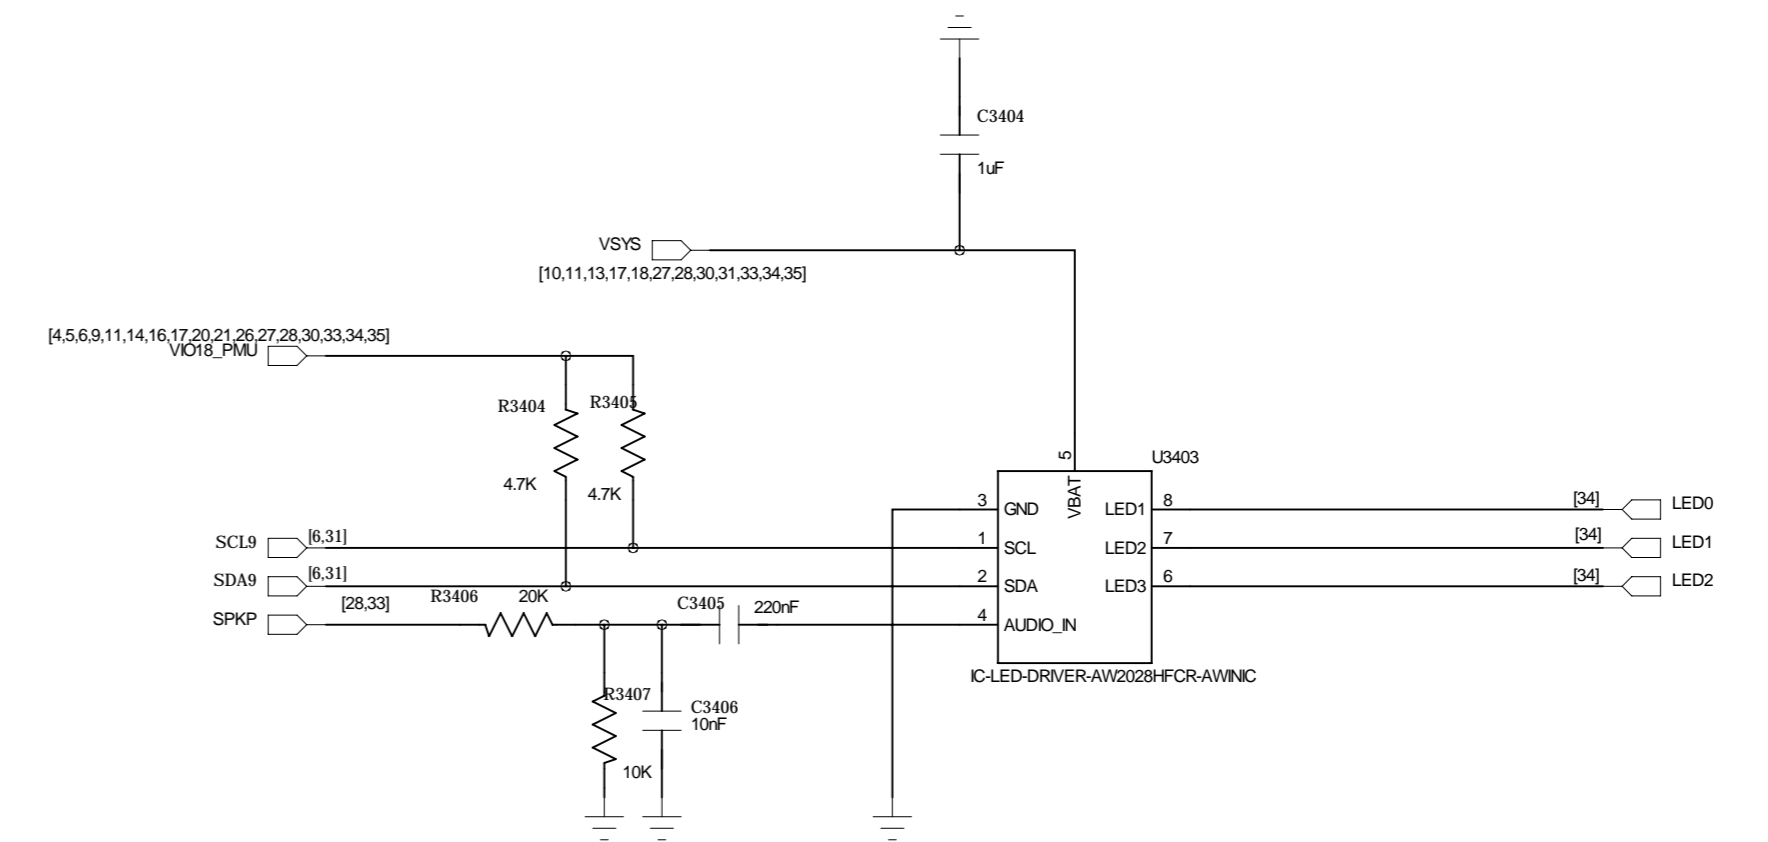 C3404
1uF
VSYS
[10,11,13,17,18,27,28,30,31,33,34,35]
[4,5,6,9,11,14,16,17,20,21,26,27,28,30,33,34,35]
VIO18_PMU
R3404
R3405
4.7K
4.7K
5
U3403
VBAT
3
GND
LED1
8
[34]
LED0
SCL9
[6,31]
1
SCL
LED2
7
[34]
LED1
SDA9
[6,31]
2
SDA
LED3
6
[34]
LED2
SPKP
[28,33]
R3406
20K
C3405
220nF
4
AUDIO_IN
IC-LED-DRIVER-AW2028HFCR-AWINIC
R3407
C3406
10nF
10K